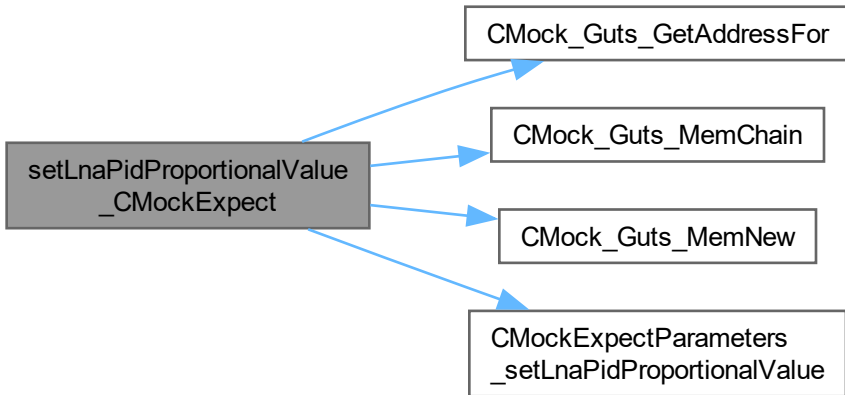 setLnaPidProportionalValue
_CMockExpect
CMock_Guts_GetAddressFor
CMock_Guts_MemChain
CMock_Guts_MemNew
CMockExpectParameters
_setLnaPidProportionalValue